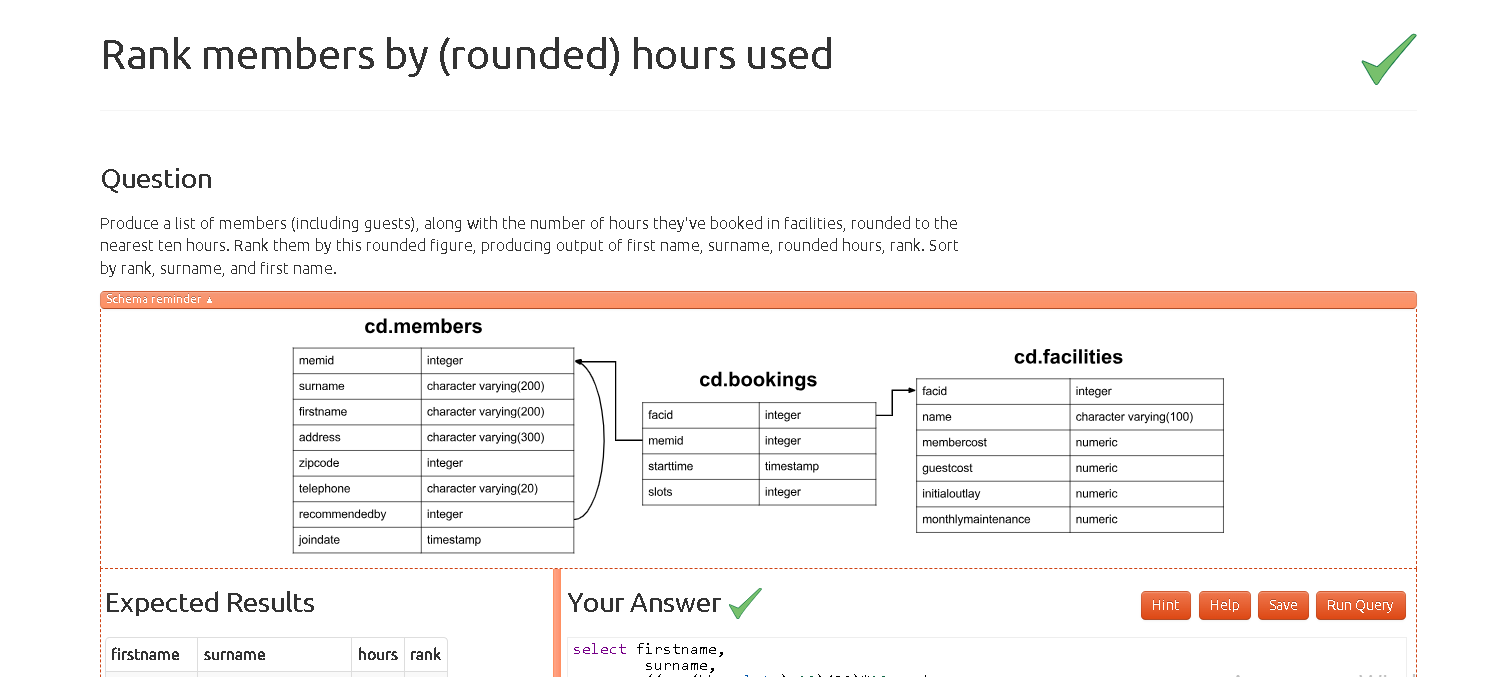 Rank members by (rounded) hours used
Question
Produce a list of members (including guests), along with the number of hours they've booked in facilities, rounded to the
nearest ten hours. Rank them by this rounded figure, producing output of first name, surname, rounded hours, rank. Sort
by rank, surname, and first name.
Schema reminder ▲
cd.members
memid integer
surname character varying(200)
firstname character varying(200)
address character varying(300)
zipcode integer
telephone character varying(20)
recommendedby integer
joindate timestamp
cd.bookings
facid integer
memid integer
starttime timestamp
slots integer
cd.facilities
facid integer
name character varying(100)
membercost numeric
guestcost numeric
initialoutlay numeric
monthlymaintenance numeric
Expected Results
firstname surname hours rank
Your Answer
Hint Help Save Run Query
select firstname,
surname,